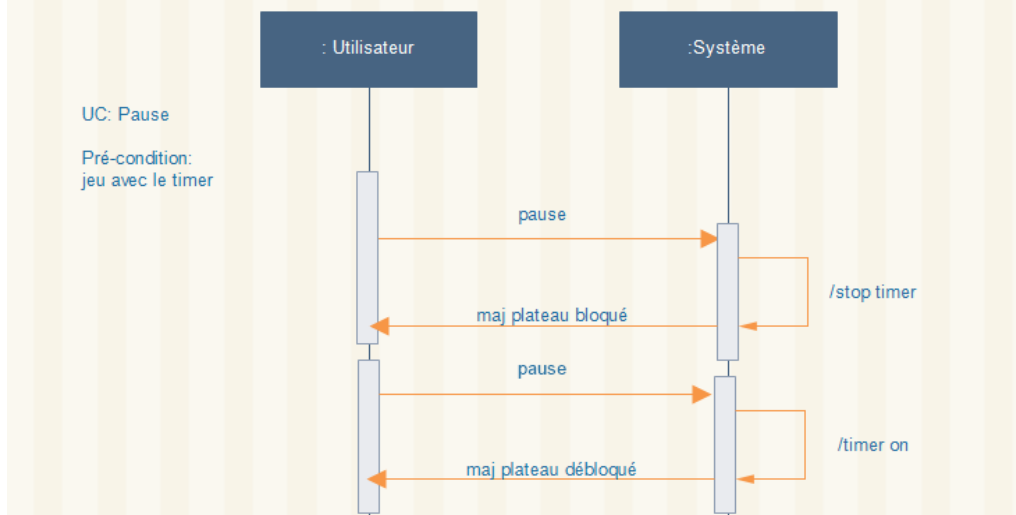 : Utilisateur
:Système
UC: Pause
Pré-condition:
jeu avec le timer
pause
/stop timer
maj plateau bloqué
pause
/timer on
maj plateau débloqué